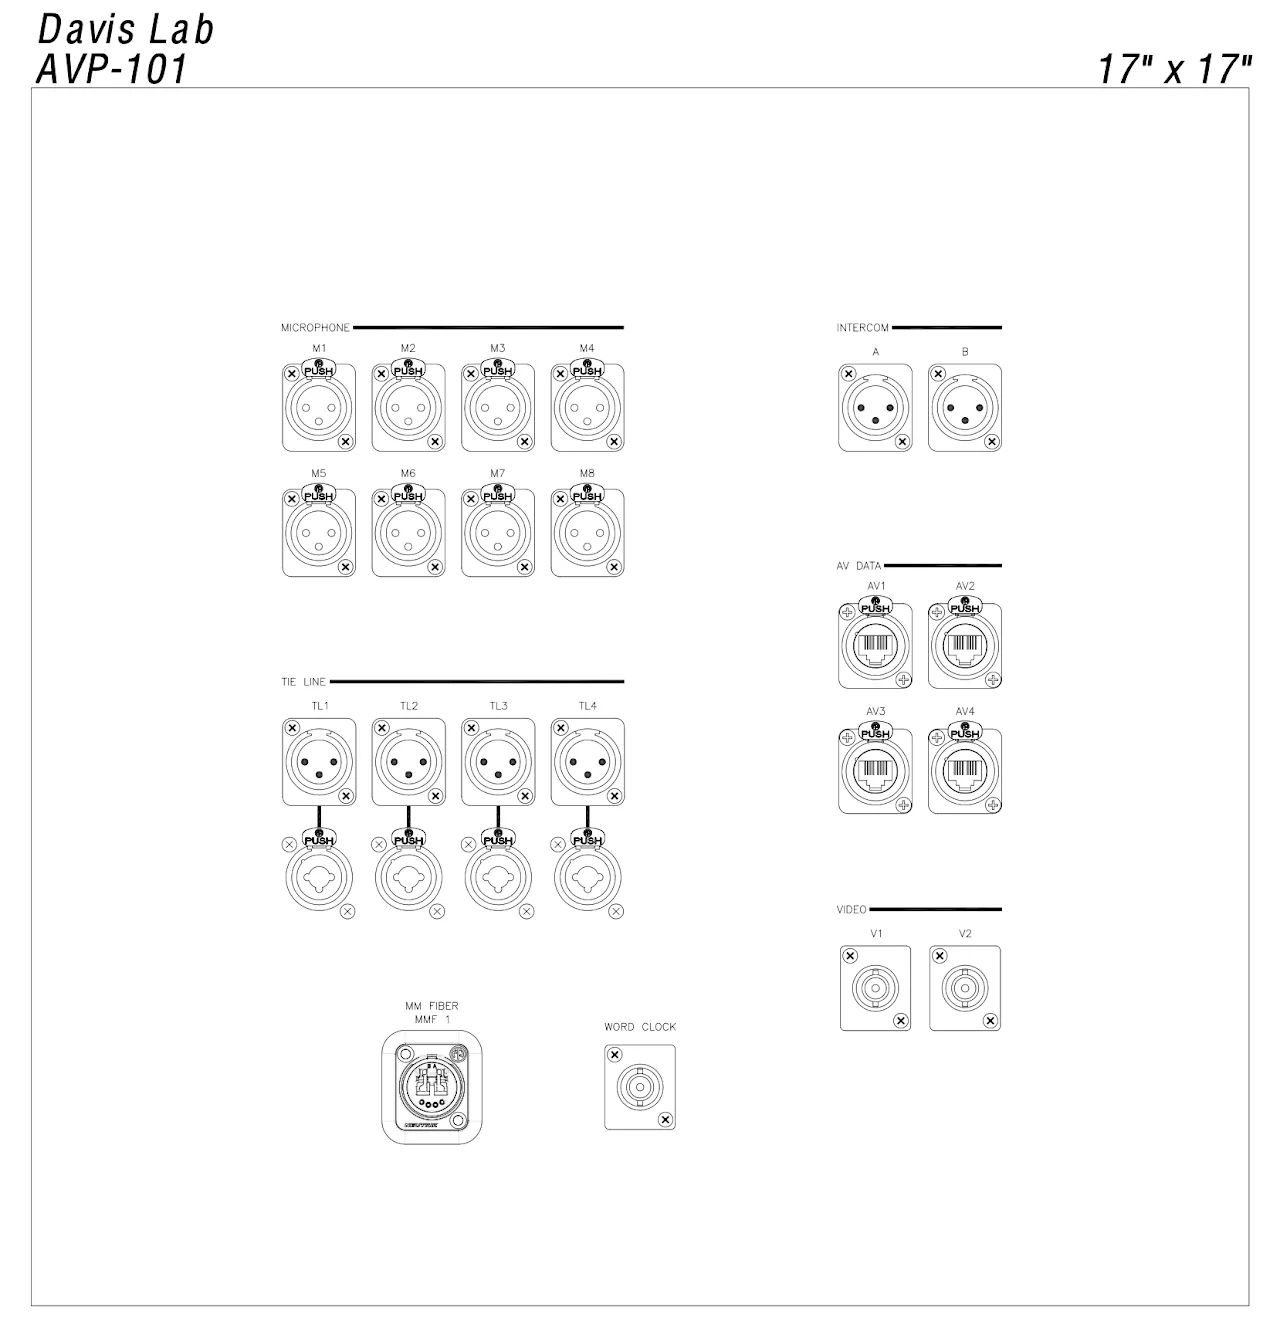 Davis Lab
AVP-101
17" x 17"
MICROPHONE
M1 M2 M3 M4
PUSH PUSH PUSH PUSH
M5 M6 M7 M8
PUSH PUSH PUSH PUSH
TIE LINE
TL1 TL2 TL3 TL4
PUSH PUSH PUSH PUSH
MM FIBER
MMF 1
B A
NEUTRIK
WORD CLOCK
INTERCOM
A B
AV DATA
AV1 AV2
PUSH PUSH
AV3 AV4
PUSH PUSH
VIDEO
V1 V2